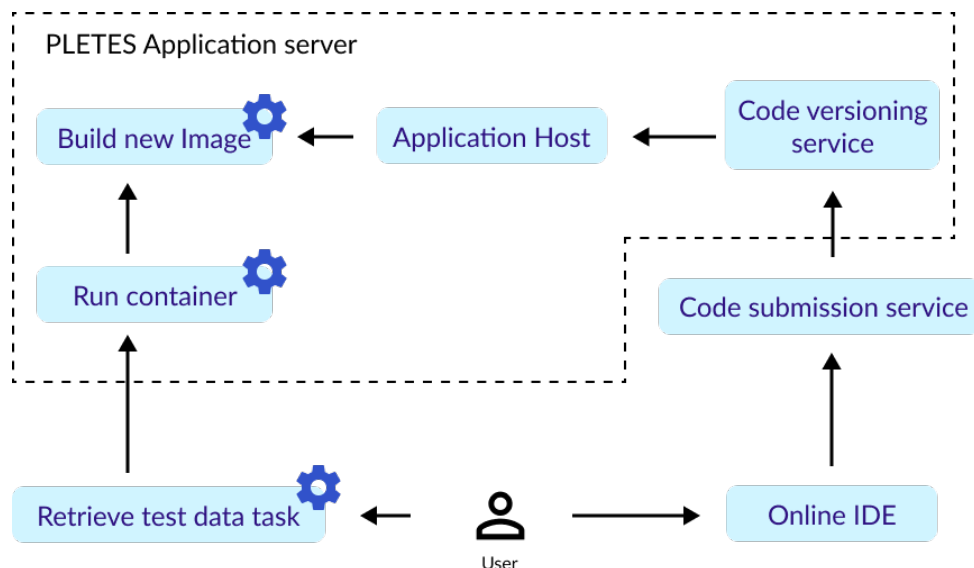 PLETES Application server
Build new Image
Application Host
Code versioning
service
Run container
Code submission service
Retrieve test data task
User
Online IDE